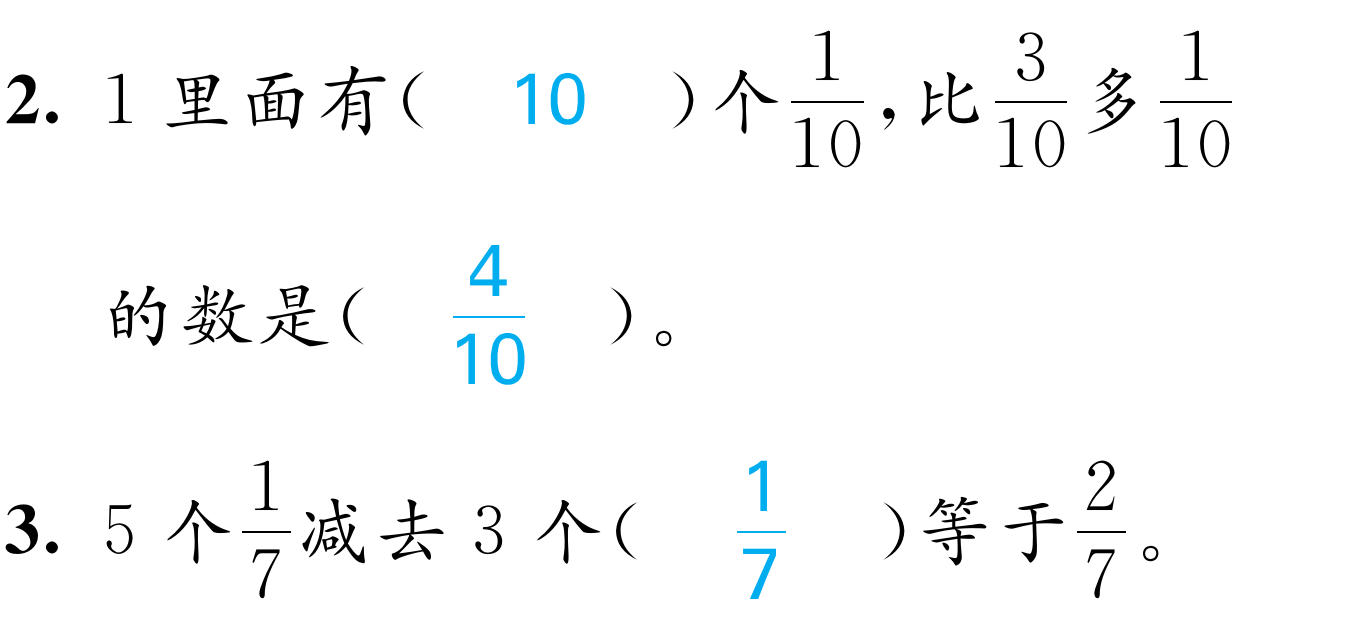 2. 1 里面有( 10 )个1/10,比3/10多1/10
的数是( 4/10 )。
3. 5 个1/7减去 3 个( 1/7 )等于2/7。